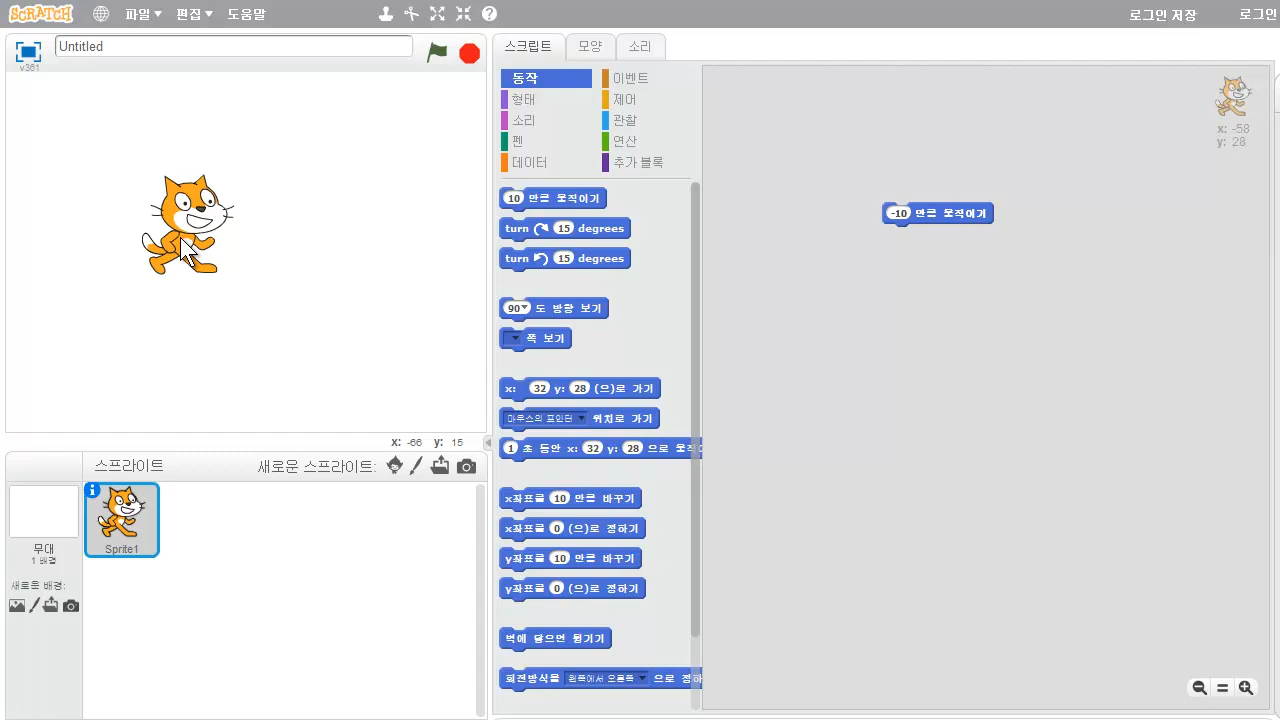 SCRATCH 파일 편집 도움말 로그인 저장 로그인
Untitled
v361
스크립트 모양 소리
동작 이벤트
형태 제어
소리 관찰
펜 연산
데이터 추가 블록
10 만큼 움직이기
turn 15 degrees
turn 15 degrees
90 도 방향 보기
쪽 보기
x: 32 y: 28 (으)로 가기
마우스의 포인터 위치로 가기
1 초 동안 x: 32 y: 28 으로 움직이
x좌표를 10 만큼 바꾸기
x좌표를 0 (으)로 정하기
y좌표를 10 만큼 바꾸기
y좌표를 0 (으)로 정하기
벽에 닿으면 튕기기
회전방식을 왼쪽에서 오른쪽 으로 정하
-10 만큼 움직이기
x: -58
y: 28
x: -66 y: 15
스프라이트 새로운 스프라이트:
Sprite1
무대
1 배경
새로운 배경: